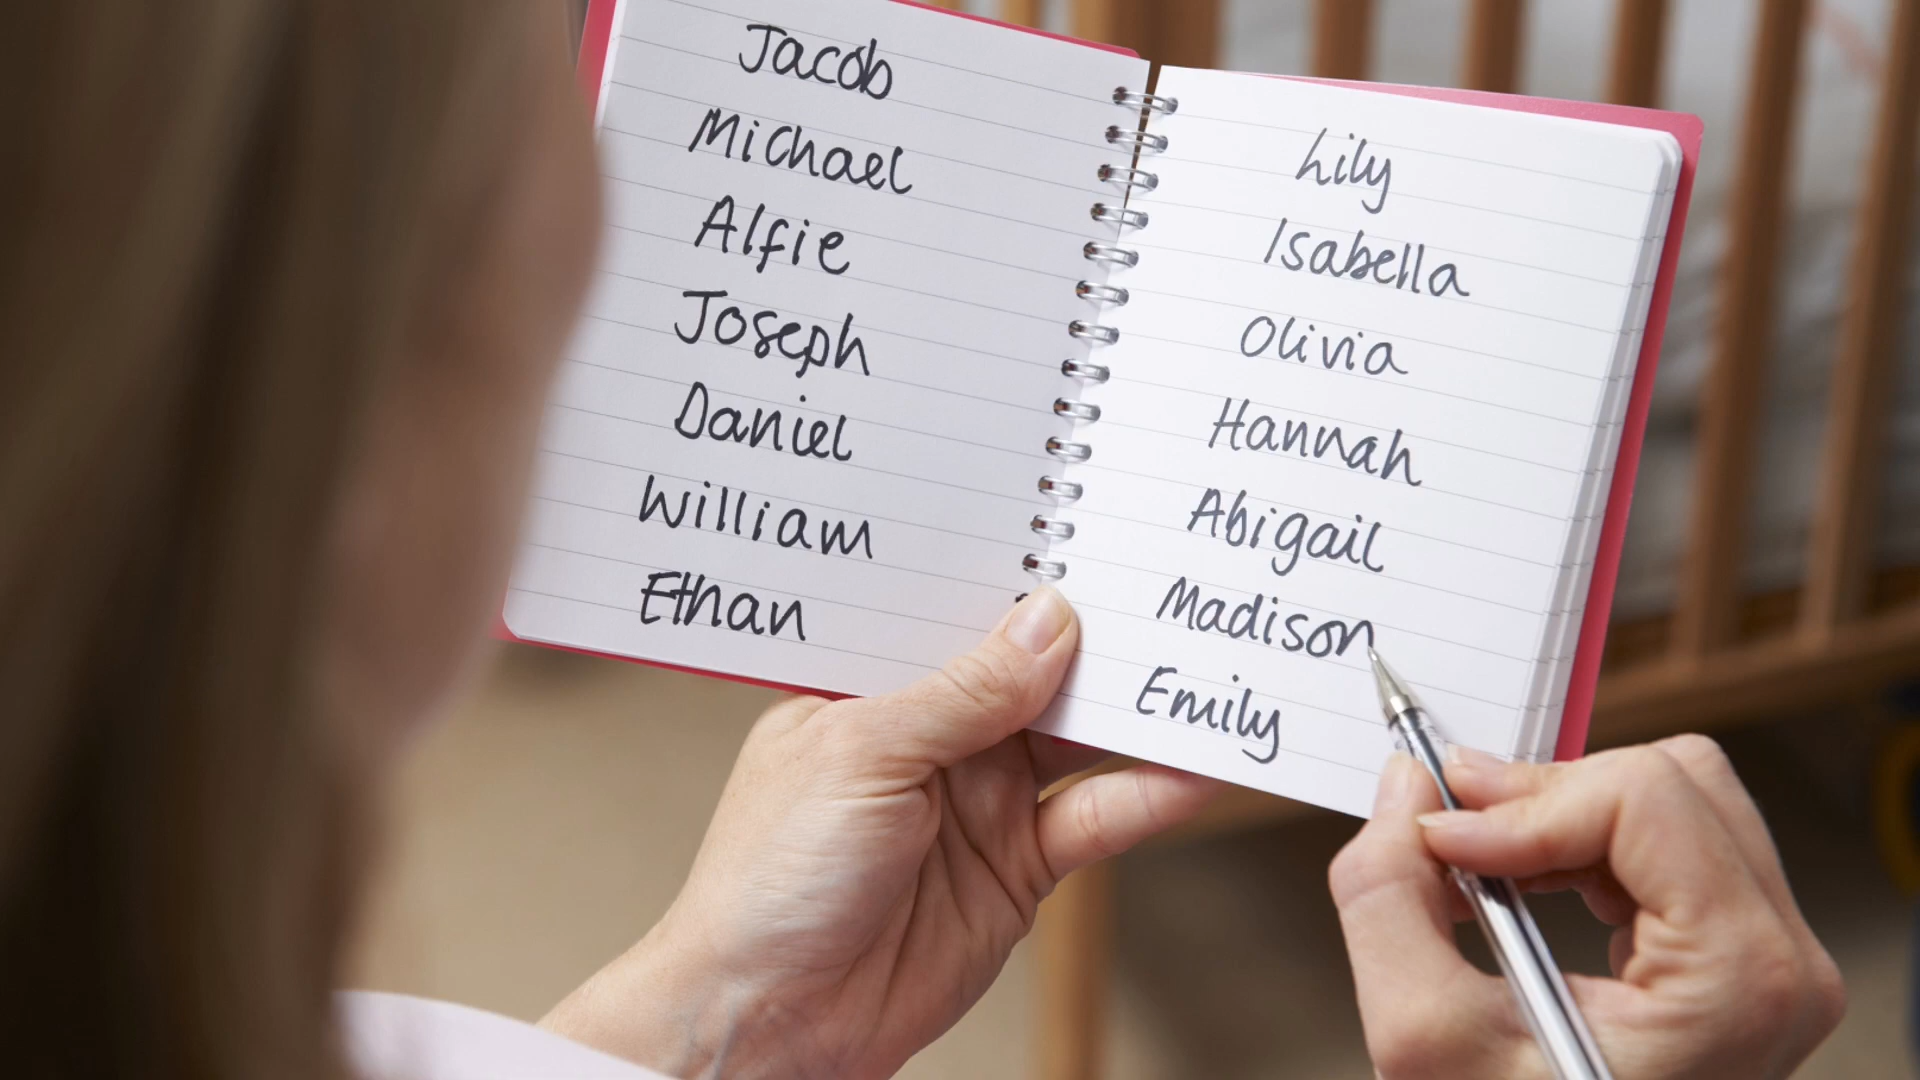 Jacob
Michael
Alfie
Joseph
Daniel
William
Ethan
Lily
Isabella
Olivia
Hannah
Abigail
Madison
Emily